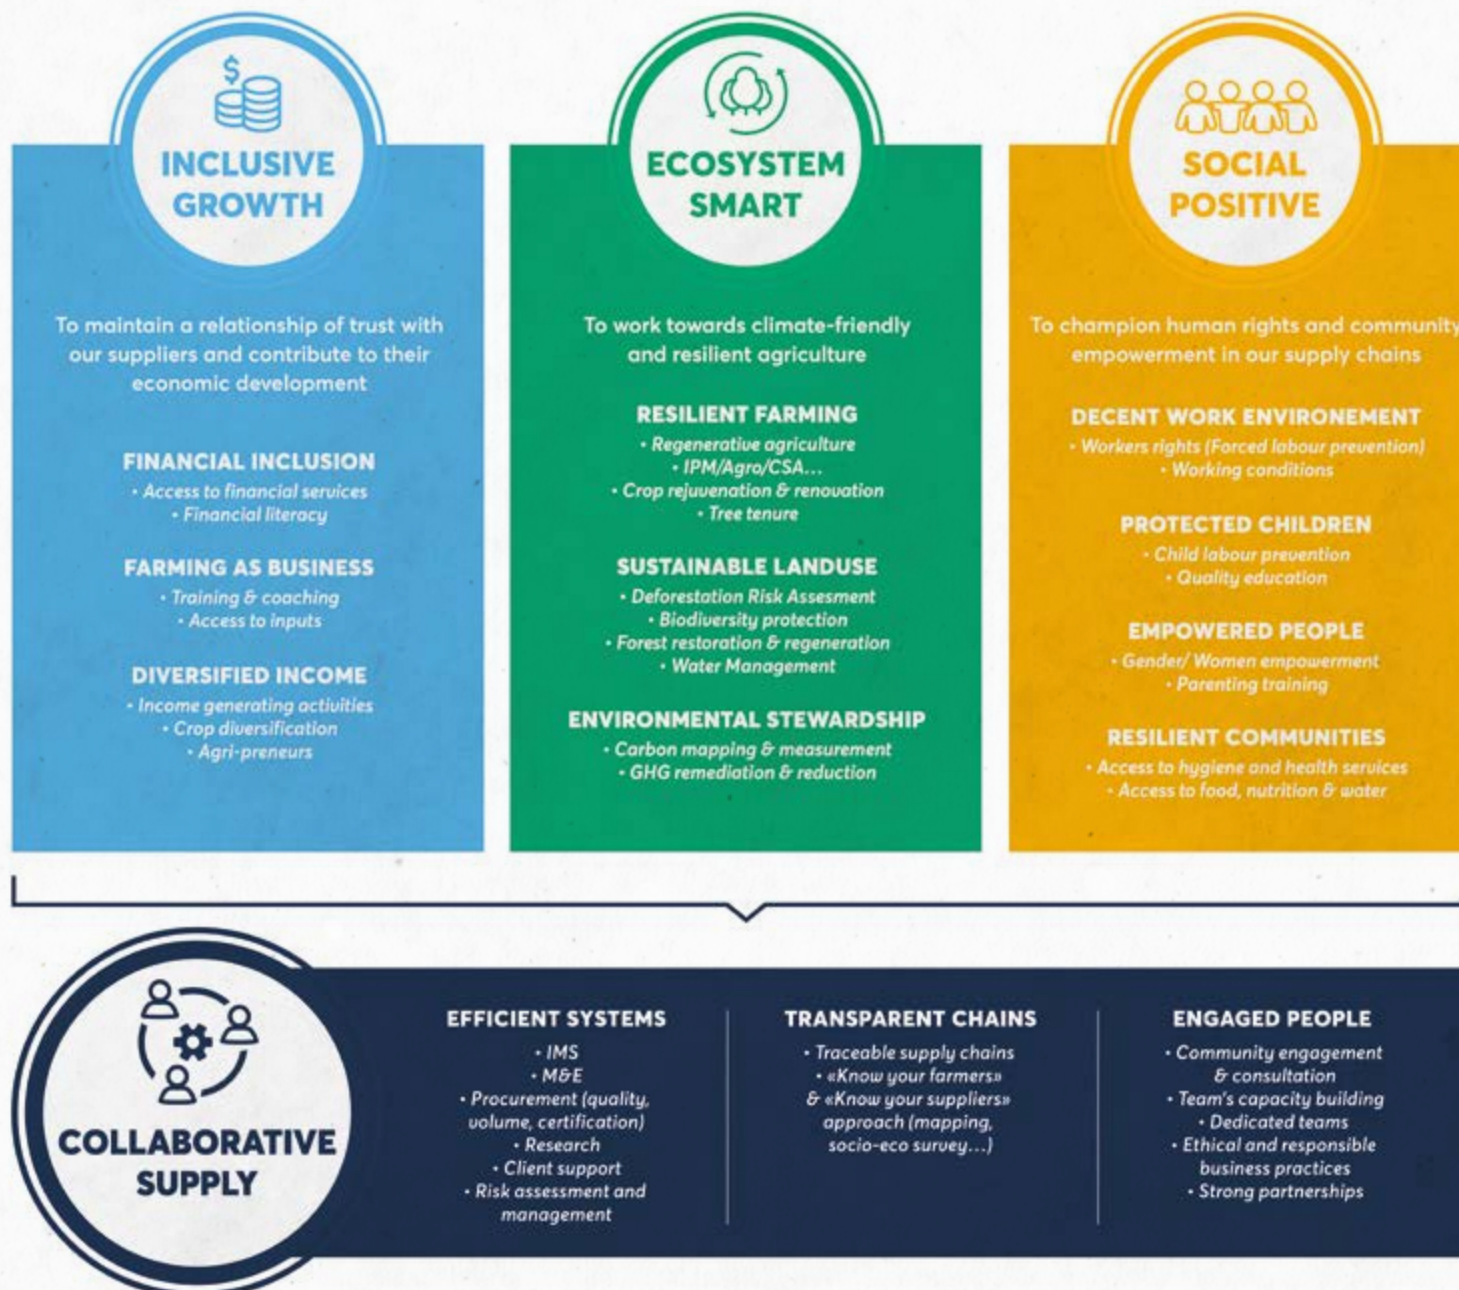 $
INCLUSIVE
GROWTH
To maintain a relationship of trust with
our suppliers and contribute to their
economic development
FINANCIAL INCLUSION
• Access to financial services
• Financial literacy
FARMING AS BUSINESS
• Training & coaching
• Access to inputs
DIVERSIFIED INCOME
• Income generating activities
• Crop diversification
• Agri-preneurs
ECOSYSTEM
SMART
To work towards climate-friendly
and resilient agriculture
RESILIENT FARMING
• Regenerative agriculture
• IPM/Agro/CSA...
• Crop rejuvenation & renovation
• Tree tenure
SUSTAINABLE LANDUSE
• Deforestation Risk Assesment
• Biodiversity protection
• Forest restoration & regeneration
• Water Management
ENVIRONMENTAL STEWARDSHIP
• Carbon mapping & measurement
• GHG remediation & reduction
SOCIAL
POSITIVE
To champion human rights and community
empowerment in our supply chains
DECENT WORK ENVIRONEMENT
• Workers rights (Forced labour prevention)
• Working conditions
PROTECTED CHILDREN
• Child labour prevention
• Quality education
EMPOWERED PEOPLE
• Gender/ Women empowerment
• Parenting training
RESILIENT COMMUNITIES
• Access to hygiene and health services
• Access to food, nutrition & water
COLLABORATIVE
SUPPLY
EFFICIENT SYSTEMS
• IMS
• M&E
• Procurement (quality,
volume, certification)
• Research
• Client support
• Risk assessment and
management
TRANSPARENT CHAINS
• Traceable supply chains
• «Know your farmers»
& «Know your suppliers»
approach (mapping,
socio-eco survey...)
ENGAGED PEOPLE
• Community engagement
& consultation
• Team's capacity building
• Dedicated teams
• Ethical and responsible
business practices
• Strong partnerships